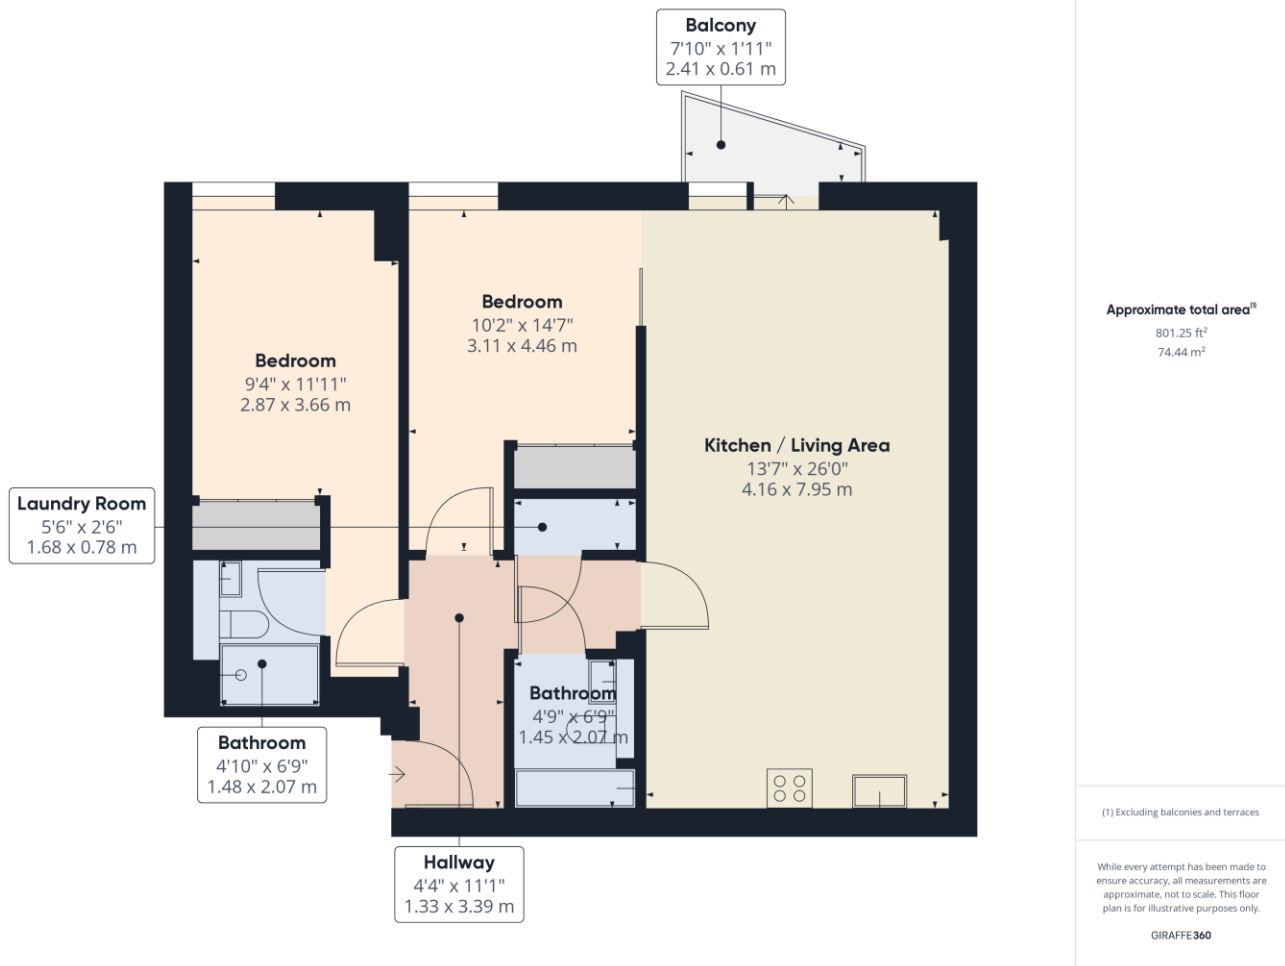 Balcony
7'10" x 1'11"
2.41 x 0.61 m
Bedroom
10'2" x 14'7"
3.11 x 4.46 m
Bedroom
9'4" x 11'11"
2.87 x 3.66 m
Kitchen / Living Area
13'7" x 26'0"
4.16 x 7.95 m
Laundry Room
5'6" x 2'6"
1.68 x 0.78 m
Bathroom
4'9" x 6'9"
1.45 x 2.07 m
Bathroom
4'10" x 6'9"
1.48 x 2.07 m
Hallway
4'4" x 11'1"
1.33 x 3.39 m
Approximate total area(1)
801.25 ft²
74.44 m²
(1) Excluding balconies and terraces
While every attempt has been made to
ensure accuracy, all measurements are
approximate, not to scale. This floor
plan is for illustrative purposes only.
GIRAFFE360